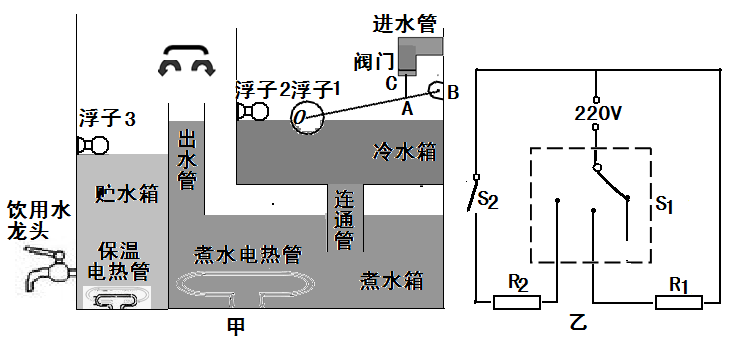 进水管
阀门
C
B
A
浮子2浮子1
O
浮子3
出水管
冷水箱
贮水箱
连通管
饮用水
龙头
保温
电热管
煮水电热管
煮水箱
甲
220V
S2
S1
R2
R1
乙